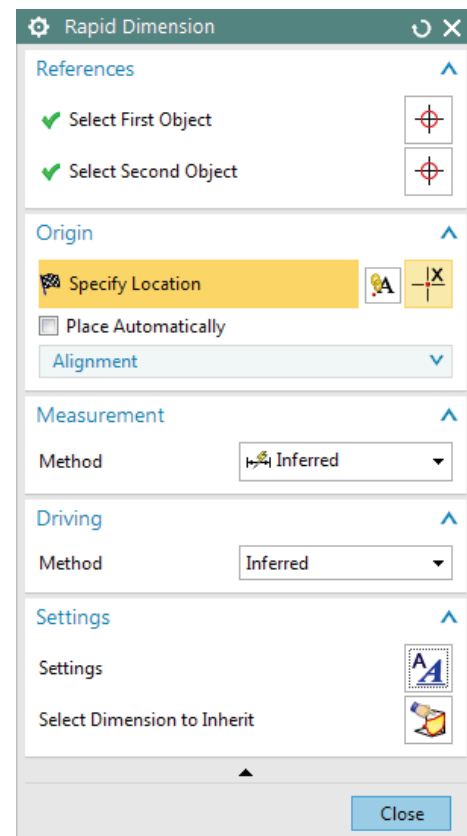 Rapid Dimension
References
Select First Object
Select Second Object
Origin
Specify Location
A
X
Place Automatically
Alignment
Measurement
Method Inferred
Driving
Method Inferred
Settings
Settings
A A
Select Dimension to Inherit
Close